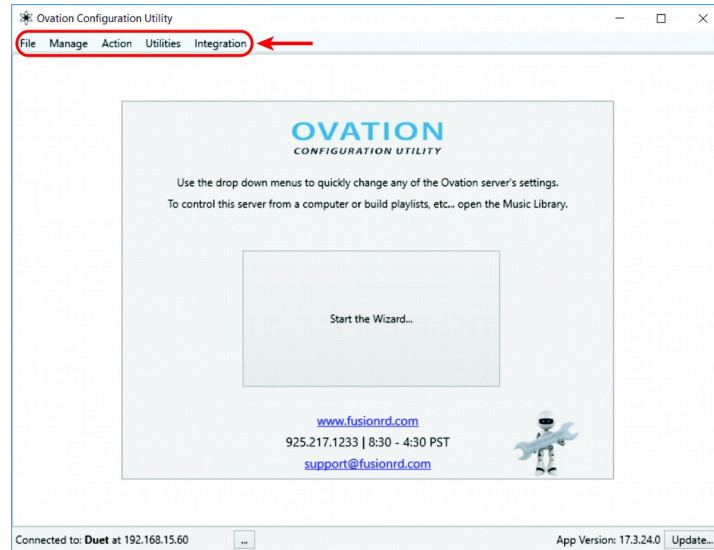 Ovation Configuration Utility
File Manage Action Utilities Integration
OVATION
CONFIGURATION UTILITY
Use the drop down menus to quickly change any of the Ovation server's settings.
To control this server from a computer or build playlists, etc... open the Music Library.
Start the Wizard...
www.fusionrd.com
925.217.1233 | 8:30 - 4:30 PST
support@fusionrd.com
Connected to: Duet at 192.168.15.60 ... App Version: 17.3.24.0 Update...